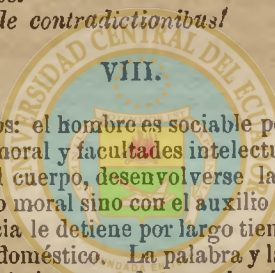 de contradictionibus!
VIII.
os: el hombre es sociable p
moral y facultades intelectu
l cuerpo, desenvolverse la
o moral sino con el auxilio
cia le detiene por largo tien
doméstico. La palabra y l